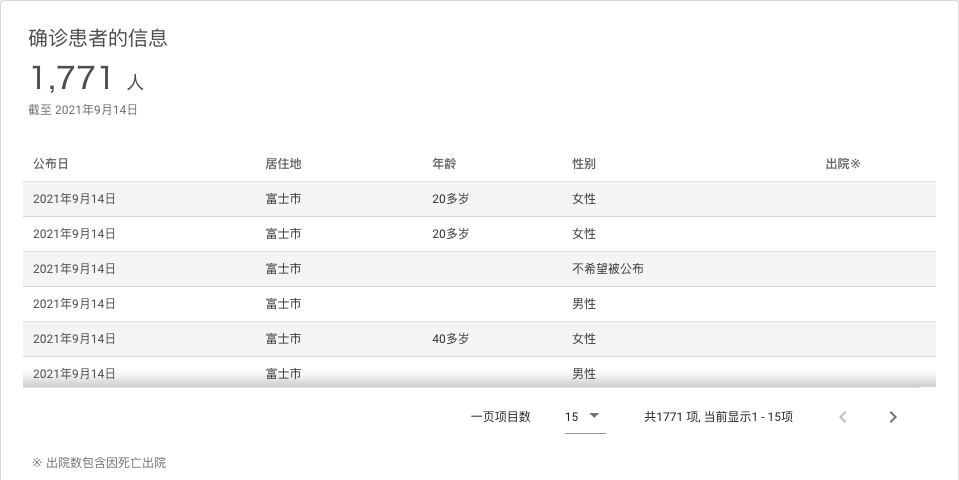 确诊患者的信息
1,771 人
截至 2021年9月14日
公布日 居住地 年龄 性别 出院※
2021年9月14日 富士市 20多岁 女性
2021年9月14日 富士市 20多岁 女性
2021年9月14日 富士市 不希望被公布
2021年9月14日 富士市 男性
2021年9月14日 富士市 40多岁 女性
2021年9月14日 富士市 男性
一页项目数 15 共1771 项, 当前显示1 - 15项
※ 出院数包含因死亡出院